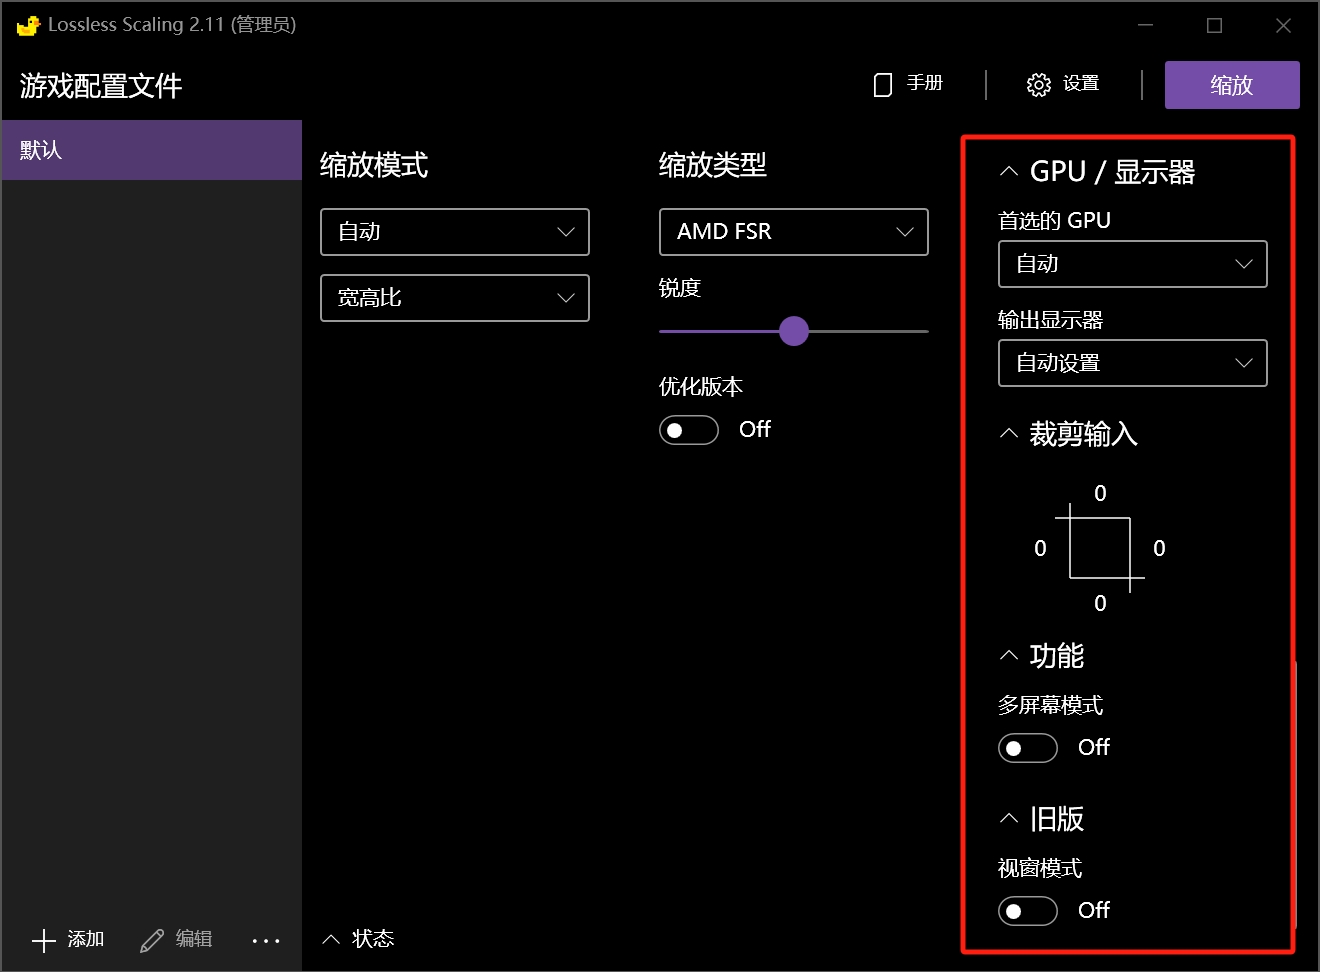 Lossless Scaling 2.11 (管理员)
游戏配置文件
手册
设置
缩放
默认
缩放模式
自动
宽高比
缩放类型
AMD FSR
锐度
优化版本
Off
GPU / 显示器
首选的 GPU
自动
输出显示器
自动设置
裁剪输入
0
0
0
0
功能
多屏幕模式
Off
旧版
视窗模式
Off
添加
编辑
...
状态